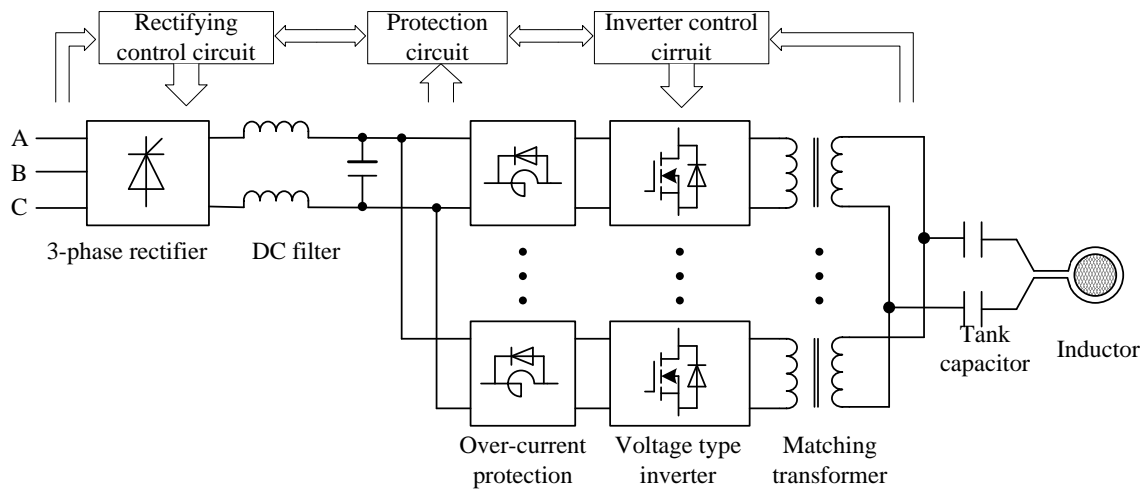 Rectifying
control circuit
Protection
circuit
Inverter control
cirruit
A
B
C
3-phase rectifier
DC filter
Tank
capacitor
Inductor
Over-current
protection
Voltage type
inverter
Matching
transformer